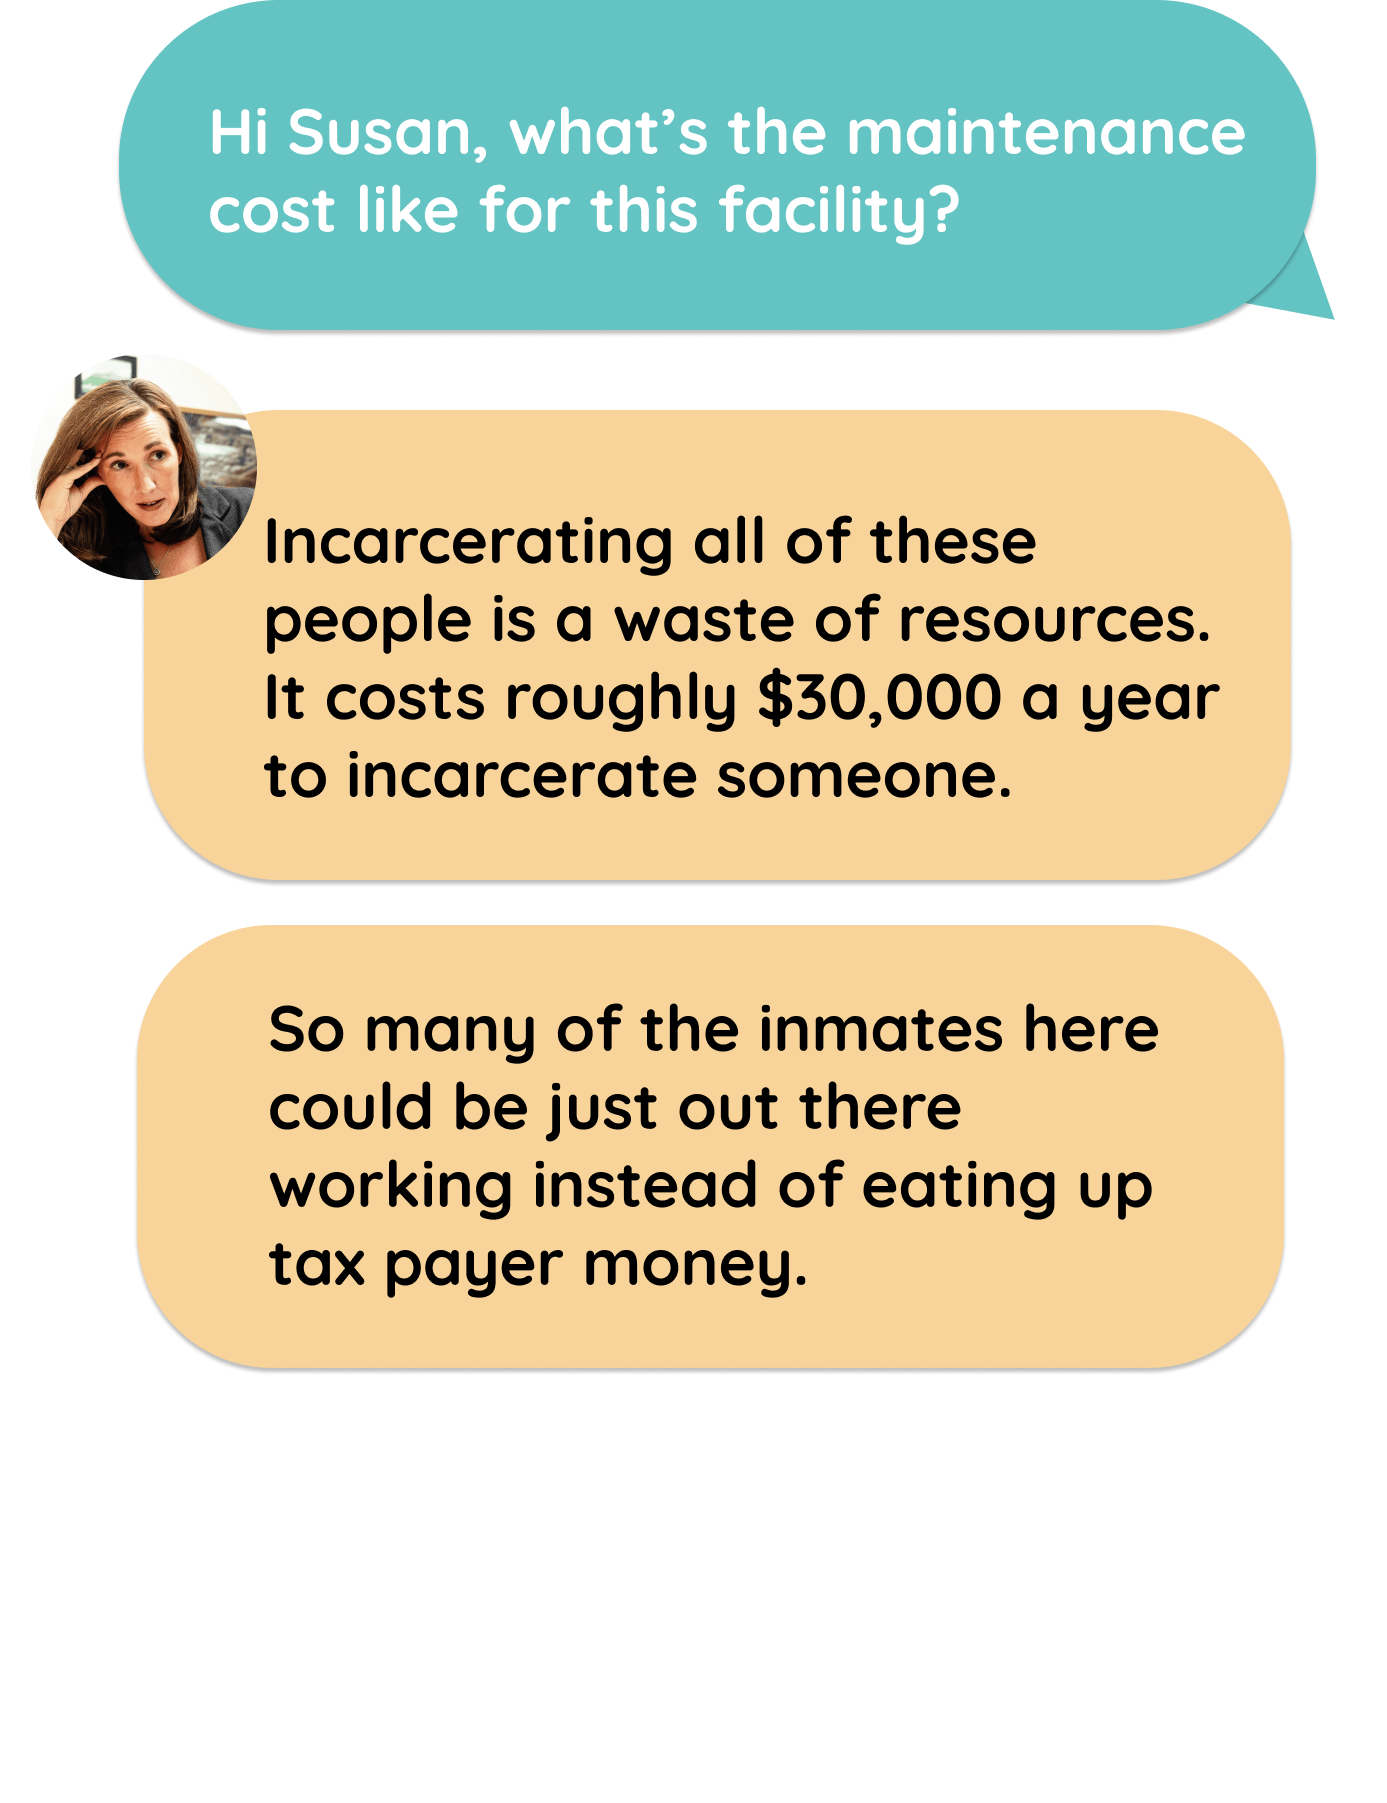 Hi Susan, what’s the maintenance
cost like for this facility?
Incarcerating all of these
people is a waste of resources.
It costs roughly $30,000 a year
to incarcerate someone.
So many of the inmates here
could be just out there
working instead of eating up
tax payer money.